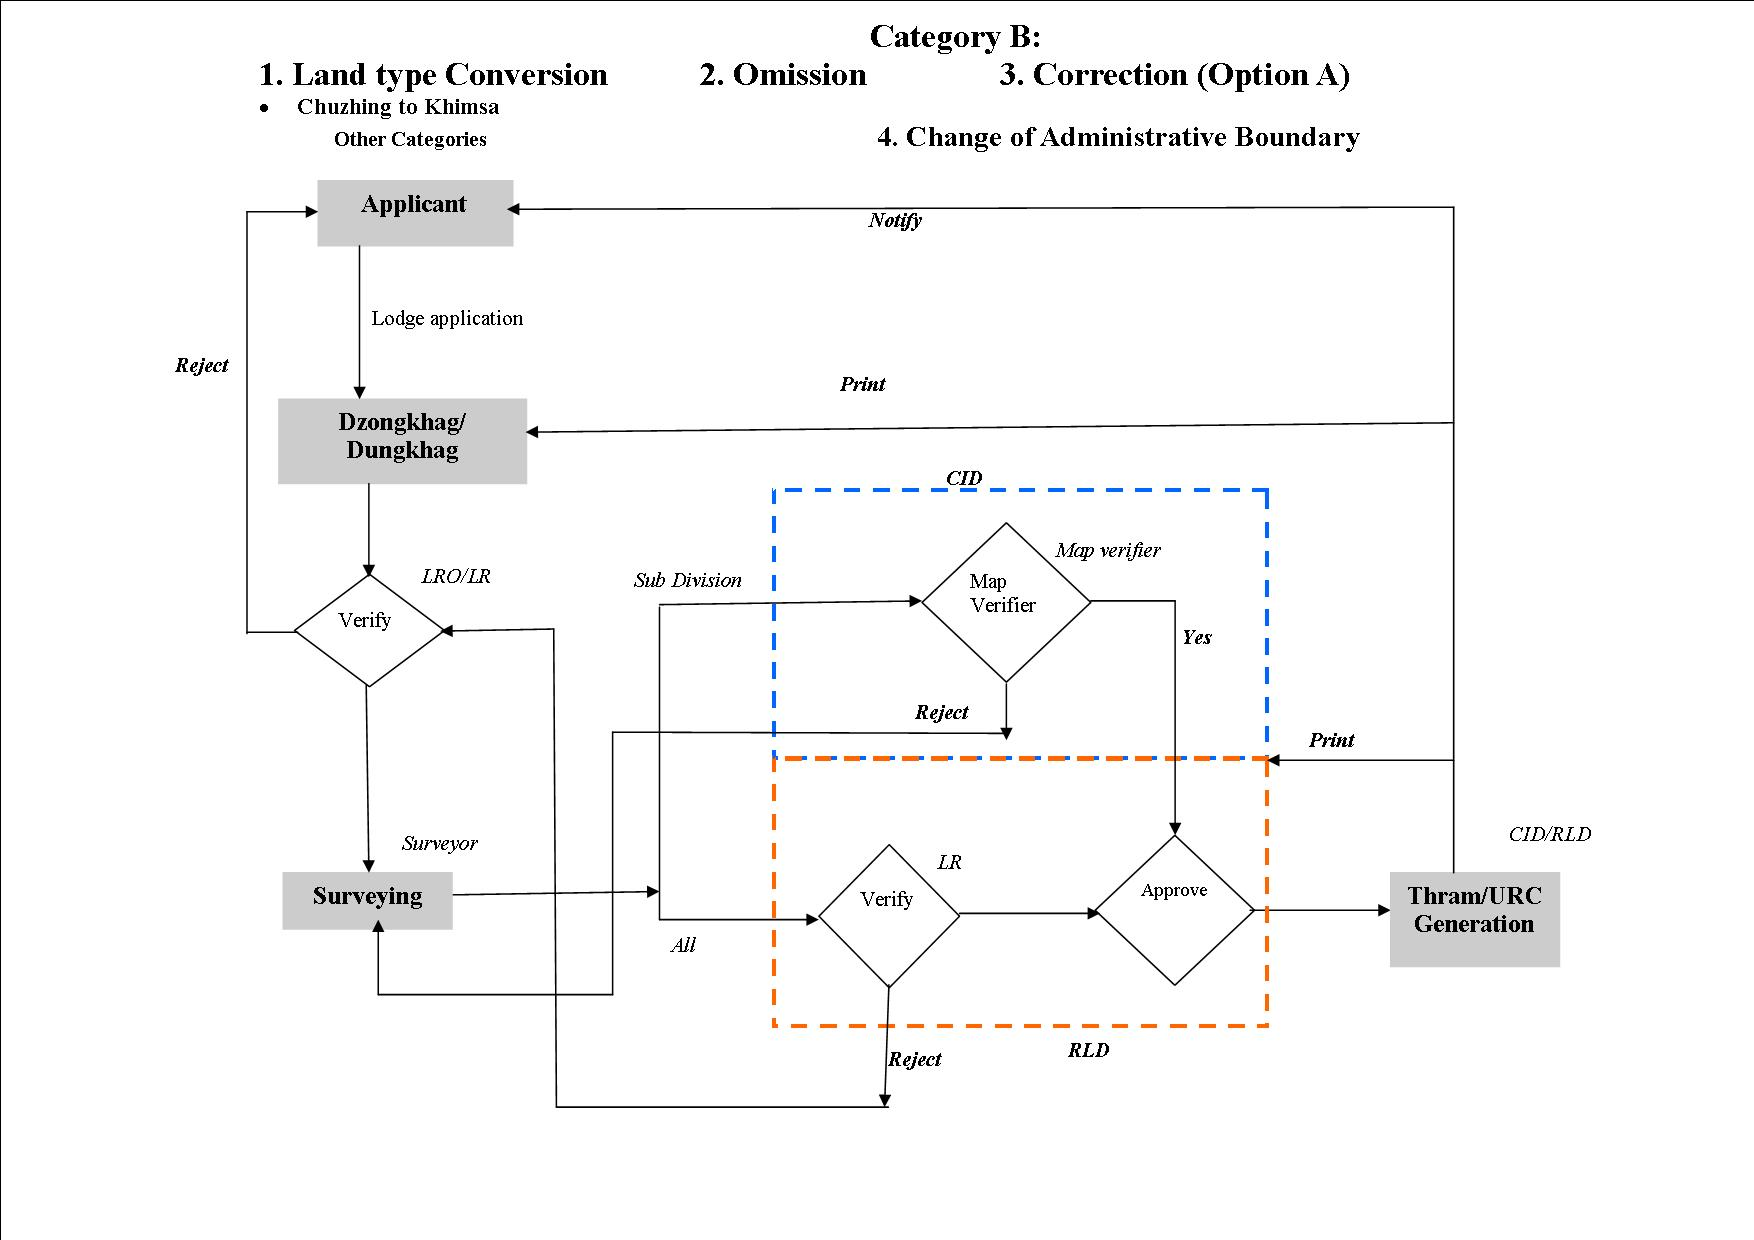 Category B:
1. Land type Conversion 2. Omission 3. Correction (Option A)
• Chuzhing to Khimsa
Other Categories 4. Change of Administrative Boundary
Applicant
Notify
Lodge application
Reject
Print
Dzongkhag/
Dungkhag
CID
Map verifier
LRO/LR
Sub Division
Map
Verifier
Verify
Yes
Reject
Print
Surveyor
CID/RLD
LR
Surveying
Verify
Approve
Thram/URC
Generation
All
Reject
RLD